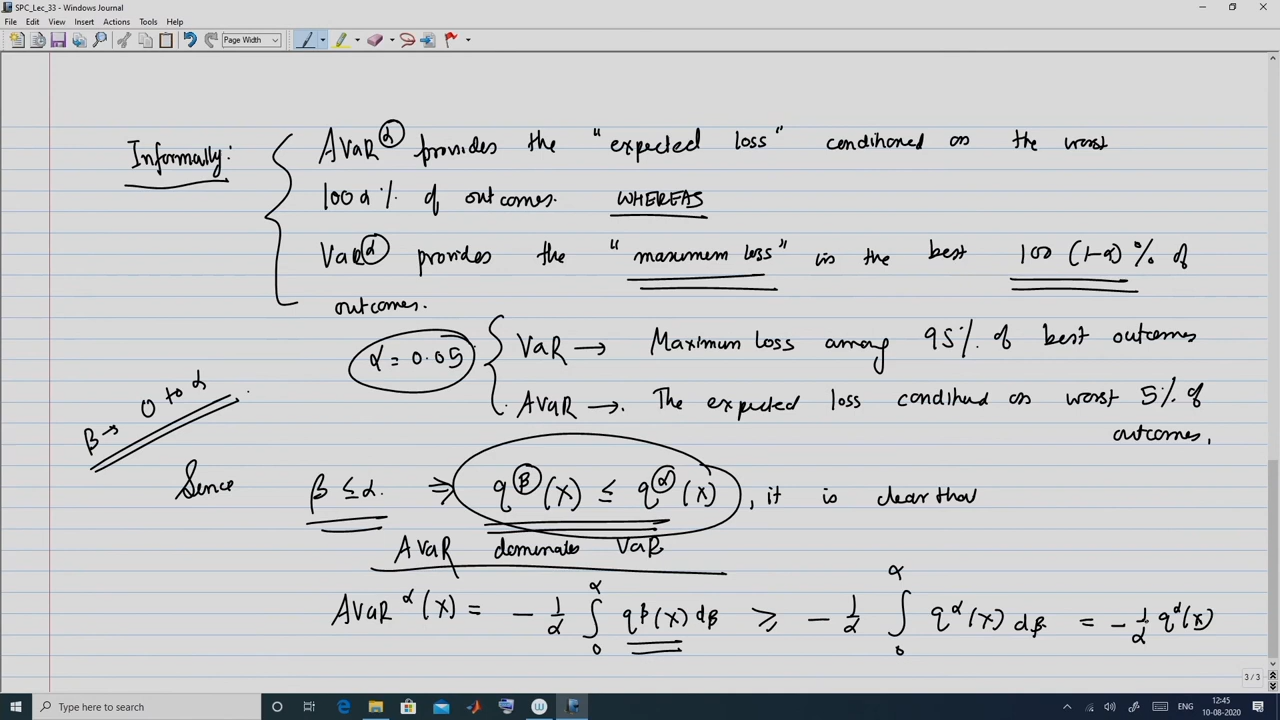 SPC_Lec_33 - Windows Journal
File Edit View Insert Actions Tools Help
Page Width
Informally:
AVaR^α provides the "expected loss" conditioned on the worst
100α% of outcomes. WHEREAS
VaR^α provides the "maximum loss" in the best 100 (1-α) % of
outcomes.
α = 0.05
VaR → Maximum loss among 95% of best outcomes
AVaR → The expected loss conditiond on worst 5% of
outcomes.
β → 0 to α
Since β ≤ α ⇒ q^β(X) ≤ q^α(X), it is clear that
AVaR dominates VaR
AVaR^α(X) = - 1/α ∫_0^α q^β(X) dβ ≥ - 1/α ∫_0^α q^α(X) dβ = - 1/α q^α(X)
3/3
Type here to search
ENG
12:45
10-08-2020